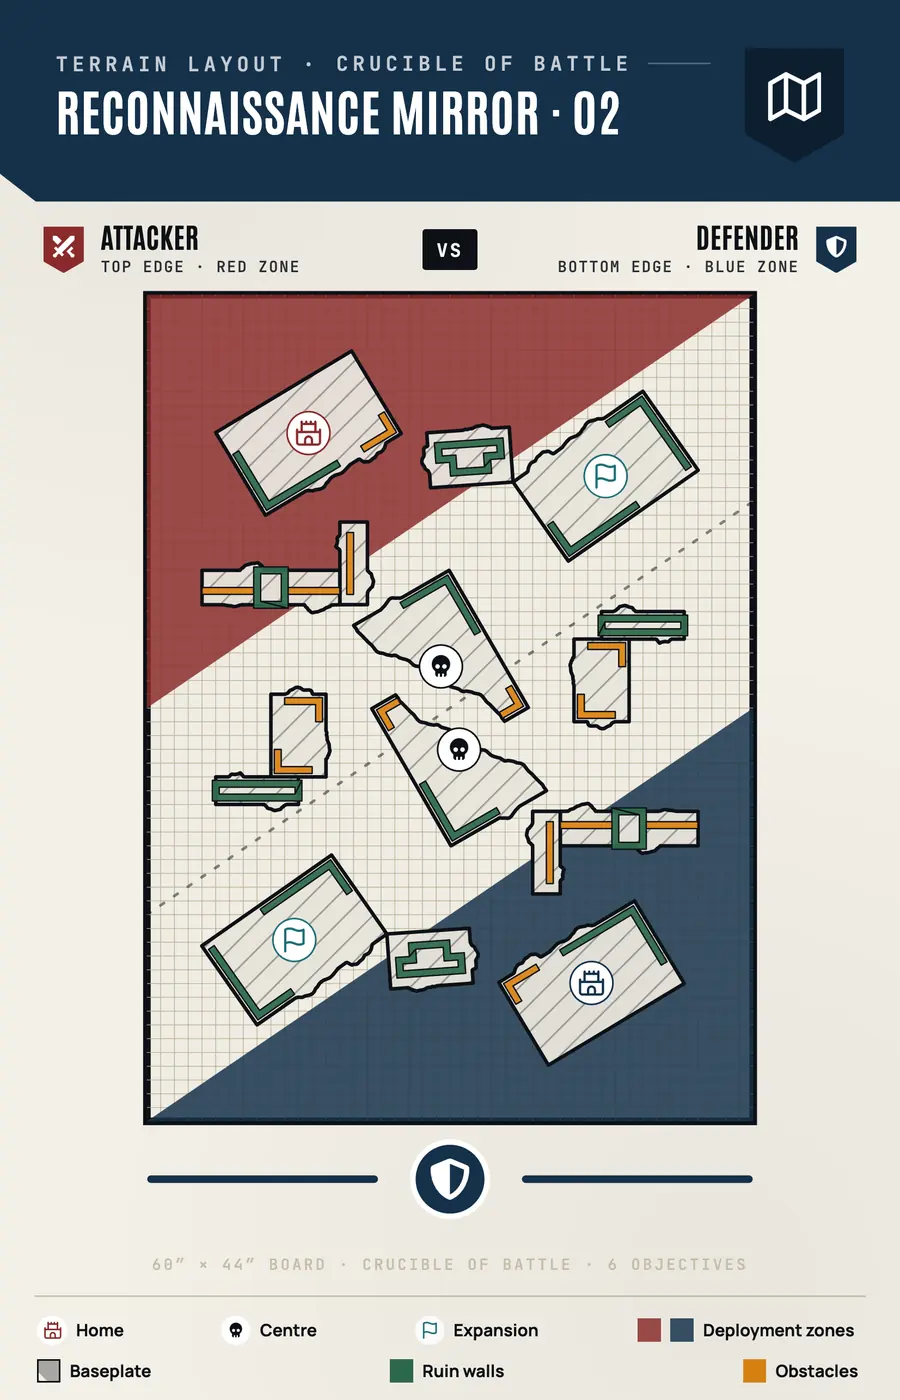 TERRAIN LAYOUT · CRUCIBLE OF BATTLE
RECONNAISSANCE MIRROR · 02
ATTACKER
TOP EDGE · RED ZONE
VS
DEFENDER
BOTTOM EDGE · BLUE ZONE
60″ × 44″ BOARD · CRUCIBLE OF BATTLE · 6 OBJECTIVES
Home
Centre
Expansion
Deployment zones
Baseplate
Ruin walls
Obstacles